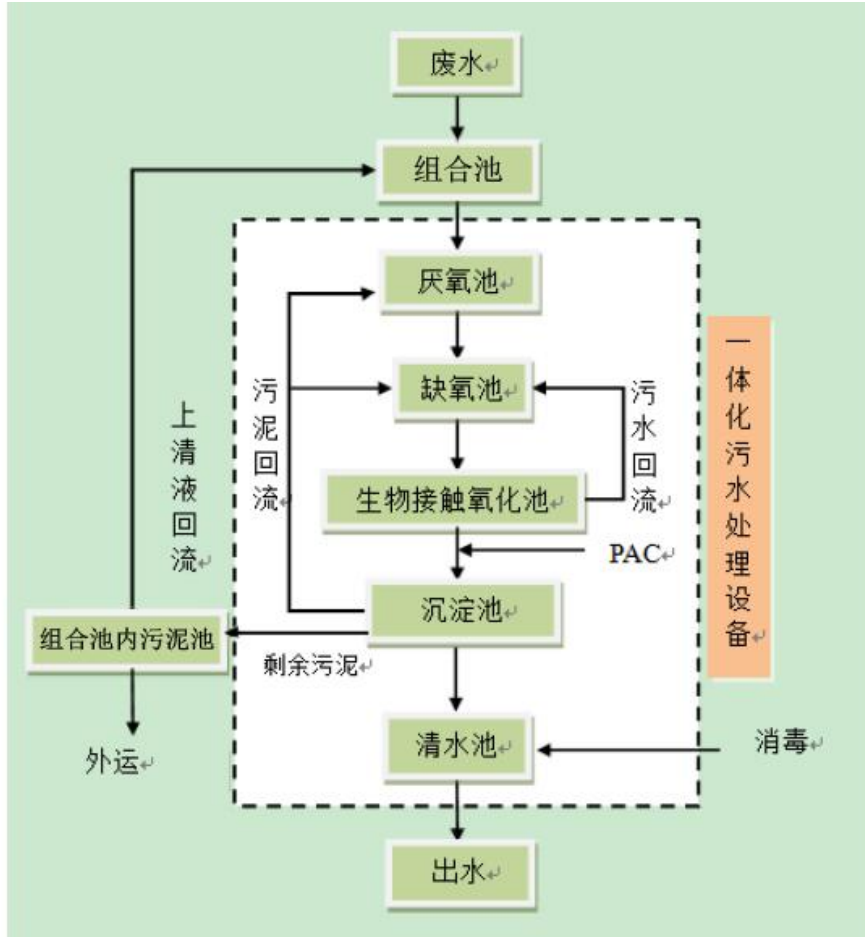 废水
组合池
厌氧池
缺氧池
生物接触氧化池
PAC
沉淀池
清水池
出水
污泥回流
污水回流
上清液回流
组合池内污泥池
剩余污泥
外运
消毒
一体化污水处理设备